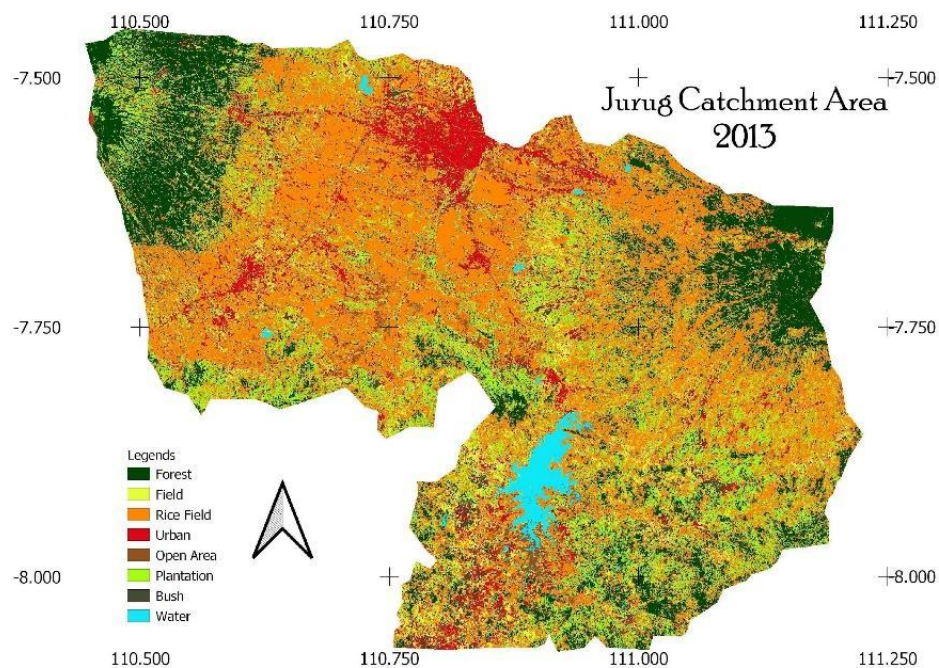 110.500 110.750 111.000 111.250
-7.500 -7.500
Jurug Catchment Area
2013
-7.750 -7.750
Legends
Forest
Field
Rice Field
Urban
Open Area
Plantation
Bush
Water
-8.000 -8.000
110.500 110.750 111.000 111.250